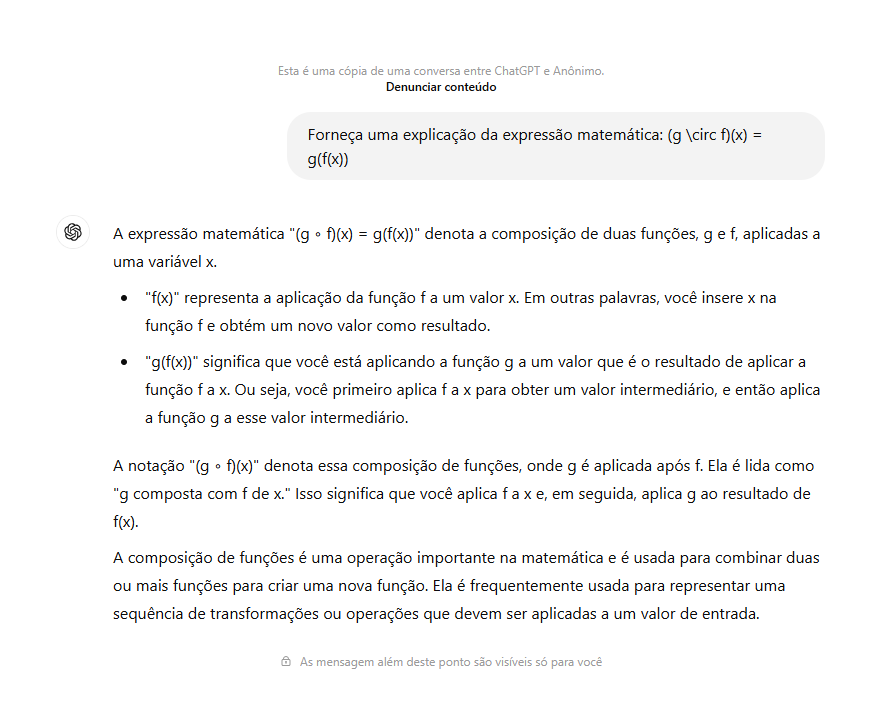 Esta é uma cópia de uma conversa entre ChatGPT e Anônimo.
Denunciar conteúdo
Forneça uma explicação da expressão matemática: (g \circ f)(x) =
g(f(x))
A expressão matemática "(g ∘ f)(x) = g(f(x))" denota a composição de duas funções, g e f, aplicadas a
uma variável x.
• "f(x)" representa a aplicação da função f a um valor x. Em outras palavras, você insere x na
função f e obtém um novo valor como resultado.
• "g(f(x))" significa que você está aplicando a função g a um valor que é o resultado de aplicar a
função f a x. Ou seja, você primeiro aplica f a x para obter um valor intermediário, e então aplica
a função g a esse valor intermediário.
A notação "(g ∘ f)(x)" denota essa composição de funções, onde g é aplicada após f. Ela é lida como
"g composta com f de x." Isso significa que você aplica f a x e, em seguida, aplica g ao resultado de
f(x).
A composição de funções é uma operação importante na matemática e é usada para combinar duas
ou mais funções para criar uma nova função. Ela é frequentemente usada para representar uma
sequência de transformações ou operações que devem ser aplicadas a um valor de entrada.
As mensagem além deste ponto são visíveis só para você